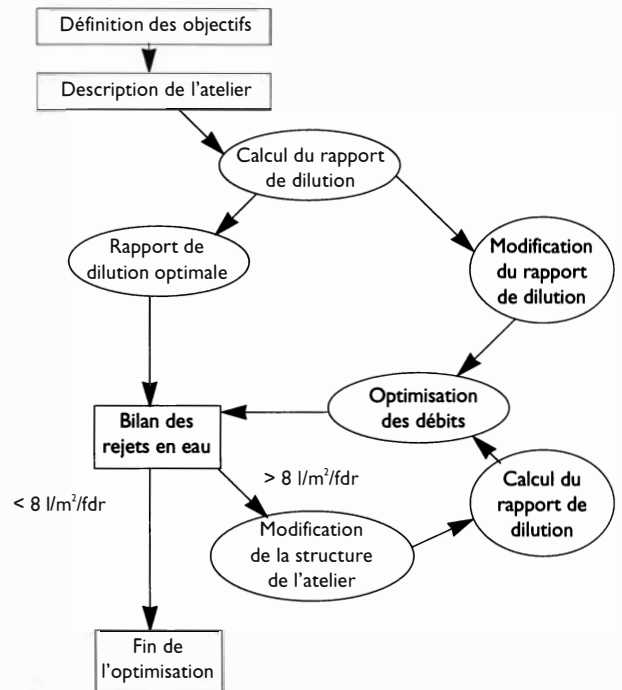 Définition des objectifs
Description de l'atelier
Calcul du rapport
de dilution
Rapport de
dilution optimale
Modification
du rapport
de dilution
Optimisation
des débits
Bilan des
rejets en eau
> 8 l/m²/fdr
< 8 l/m²/fdr
Calcul du
rapport de
dilution
Modification
de la structure
de l'atelier
Fin de
l'optimisation